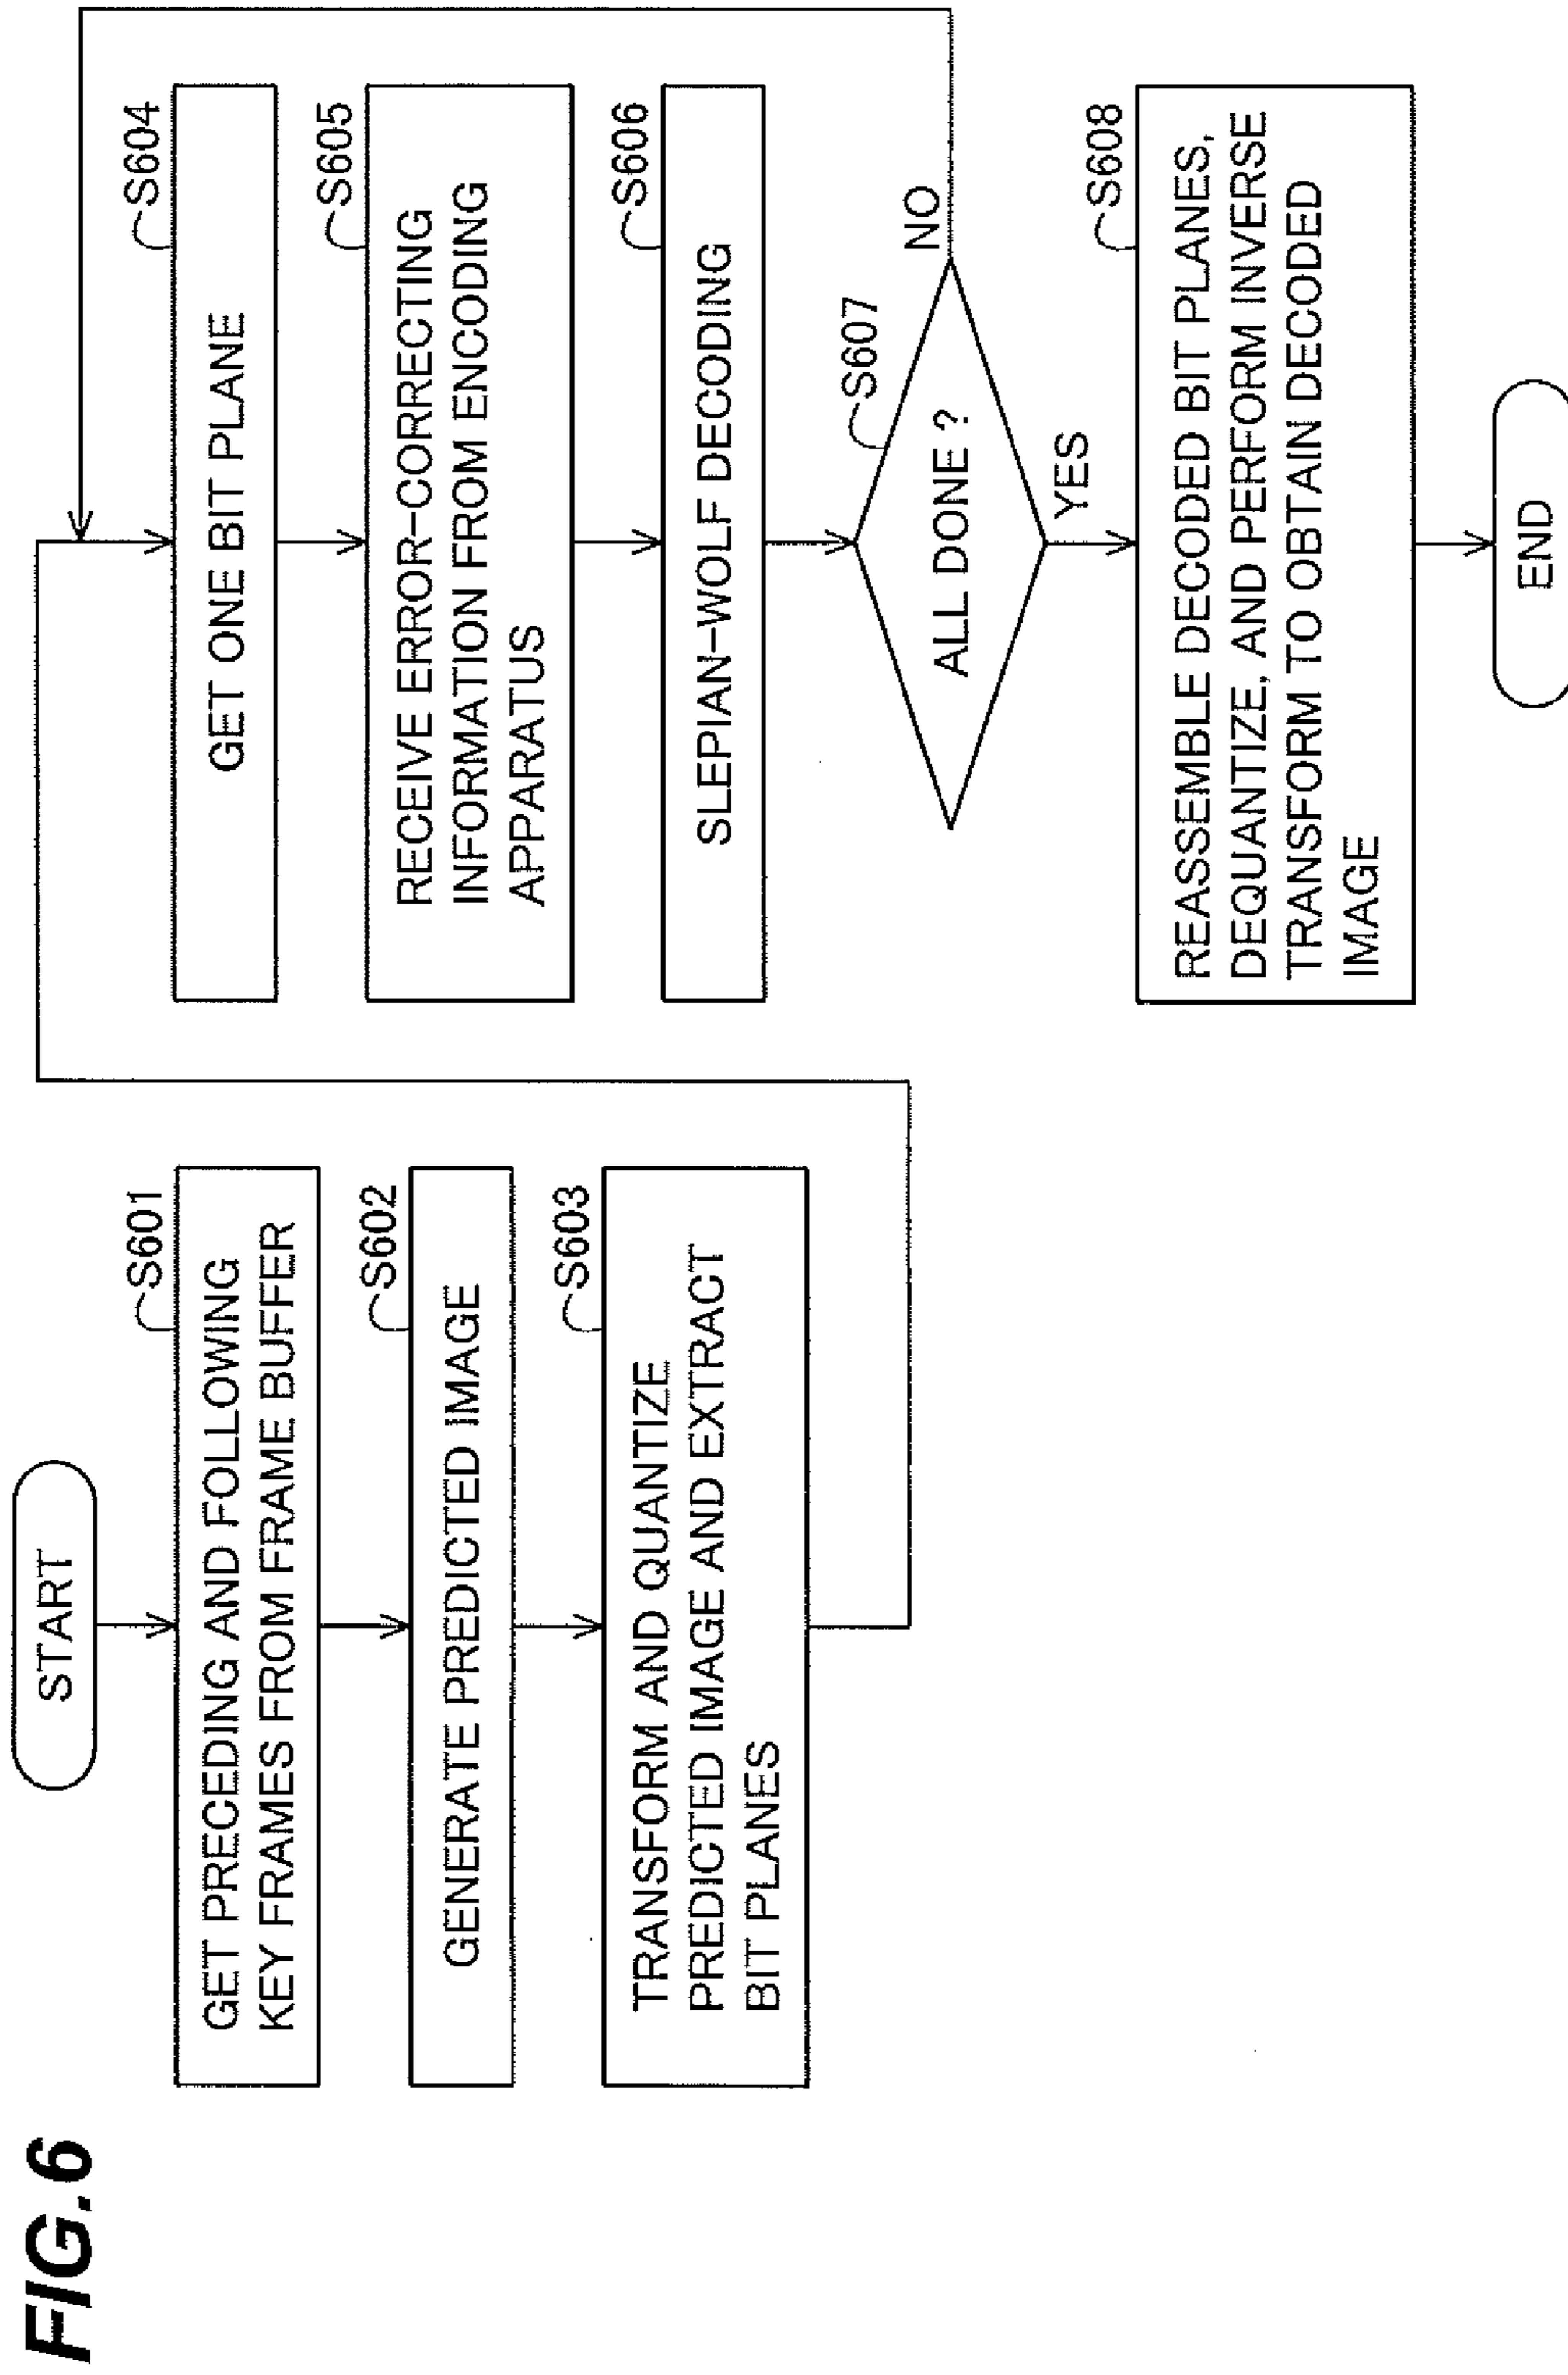 FIG.6
START
S601
GET PRECEDING AND FOLLOWING
KEY FRAMES FROM FRAME BUFFER
S602
GENERATE PREDICTED IMAGE
S603
TRANSFORM AND QUANTIZE
PREDICTED IMAGE AND EXTRACT
BIT PLANES
S604
GET ONE BIT PLANE
S605
RECEIVE ERROR-CORRECTING
INFORMATION FROM ENCODING
APPARATUS
S606
SLEPIAN-WOLF DECODING
S607
ALL DONE ?
NO
YES
S608
REASSEMBLE DECODED BIT PLANES,
DEQUANTIZE, AND PERFORM INVERSE
TRANSFORM TO OBTAIN DECODED
IMAGE
END